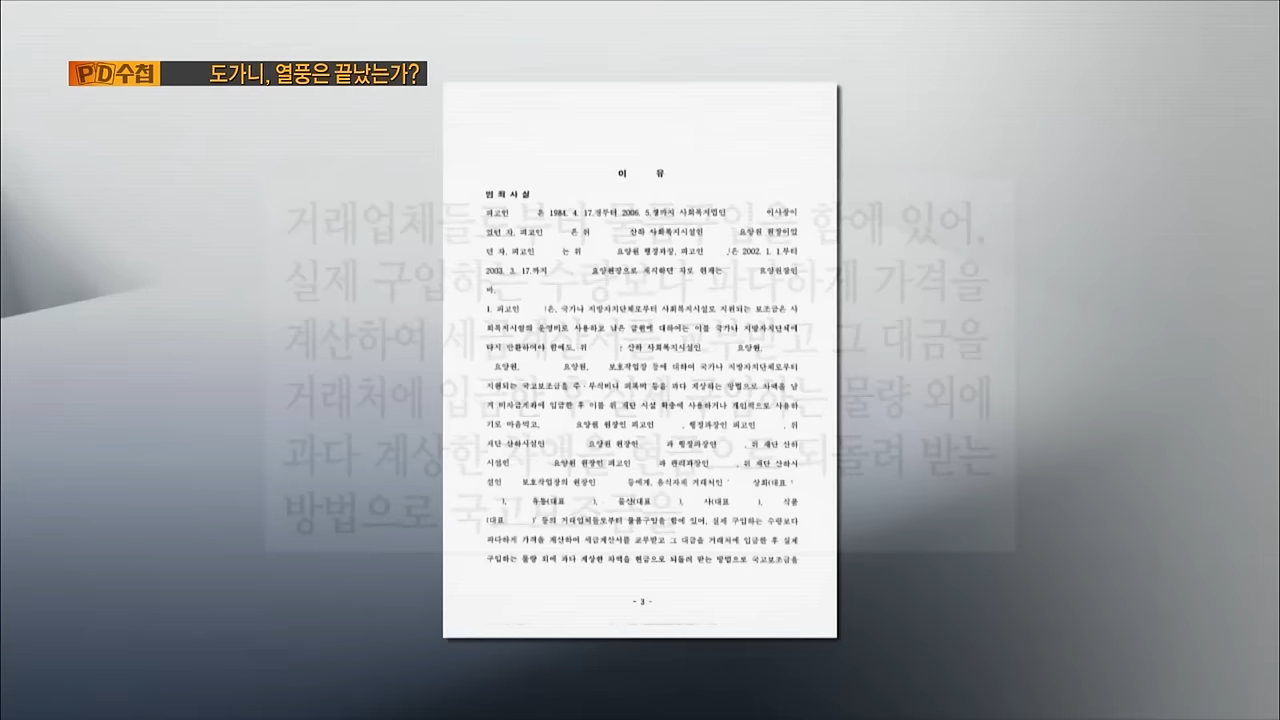 PD수첩
도가니, 열풍은 끝났는가?
이 유
범 죄 사 실
피고인 은 1984. 4. 17.경부터 2006. 5.경까지 사회복지법인 이사장이
었던 자, 피고인 은 위 산하 사회복지시설인 요양원 원장이었
던 자, 피고인 는 위 요양원 행정과장, 피고인 은 2002. 1. 1.부터
2003. 3. 17.까지 요양원장으로 재직하던 자로 현재는 요양원장인
바,
1. 피고인 은, 국가나 지방자치단체로부터 사회복지시설로 지원되는 보조금은 사
회복지시설의 운영비로 사용하고 남은 금원에 대하여는 이를 국가나 지방자치단체에
다시 반환하여야 함에도, 위 산하 사회복지시설인 요양원,
요양원, 요양원, 보호작업장 등에 대하여 국가나 지방자치단체로부터
지원되는 국고보조금을 주·부식비나 피복비 등을 과다 계상하는 방법으로 차액을 남
겨 비자금계좌에 입금한 후 이를 위 재단 시설 확충에 사용하거나 개인적으로 사용하
기로 마음먹고, 요양원 원장인 피고인 , 행정과장인 피고인 , 위
재단 산하시설인 요양원 원장인 과 행정과장인 , 위 재단 산하
시설인 요양원 원장인 피고인 과 관리과장인 , 위 재단 산하시
설인 보호작업장의 원장인 등에게, 음식자재 거래처인 상회(대표
), 유통(대표 ), 물산(대표 ), 사(대표 ), 식품
(대표 ) 등의 거래업체들로부터 물품구입을 함에 있어, 실제 구입하는 수량보다
과다하게 가격을 계산하여 세금계산서를 교부받고 그 대금을 거래처에 입금한 후 실제
구입하는 물량 외에 과다 계상한 차액을 현금으로 되돌려 받는 방법으로 국고보조금을
- 3 -
거래업체들로부터 물품구입을 함에 있어,
실제 구입하는 수량보다 과다하게 가격을
계산하여 세금계산서를 교부받고 그 대금을
거래처에 입금한 후 실제 구입하는 물량 외에
과다 계상한 차액을 현금으로 되돌려 받는
방법으로 국고보조금을